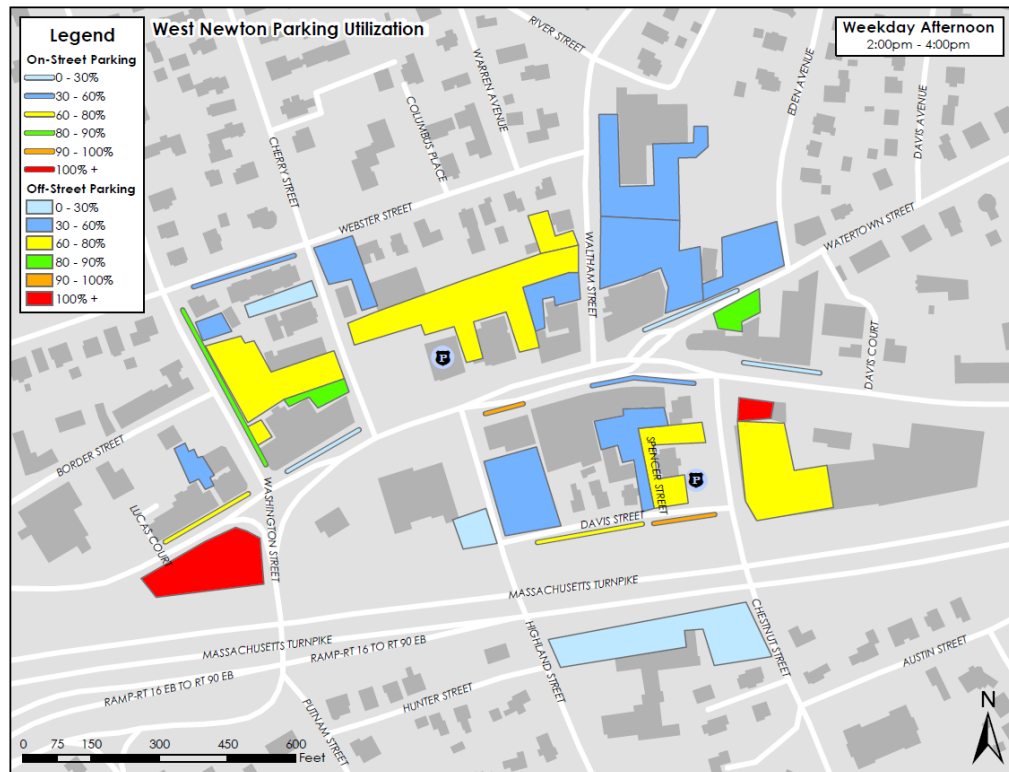 West Newton Parking Utilization
Weekday Afternoon
2:00pm - 4:00pm
Legend
On-Street Parking
0 - 30%
30 - 60%
60 - 80%
80 - 90%
90 - 100%
100% +
Off-Street Parking
0 - 30%
30 - 60%
60 - 80%
80 - 90%
90 - 100%
100% +
RIVER STREET
WARREN AVENUE
COLUMBUS PLACE
CHERRY STREET
WEBSTER STREET
EDEN AVENUE
DAVIS AVENUE
WATERTOWN STREET
WALTHAM STREET
DAVIS COURT
P
BORDER STREET
LUCAS COURT
WASHINGTON STREET
SPENCER STREET
P
DAVIS STREET
MASSACHUSETTS TURNPIKE
MASSACHUSETTS TURNPIKE
RAMP-RT 16 TO RT 90 EB
RAMP-RT 16 EB TO RT 90 EB
HIGHLAND STREET
CHESTNUT STREET
AUSTIN STREET
HUNTER STREET
PUTNAM STREET
N
0 75 150 300 450 600
Feet